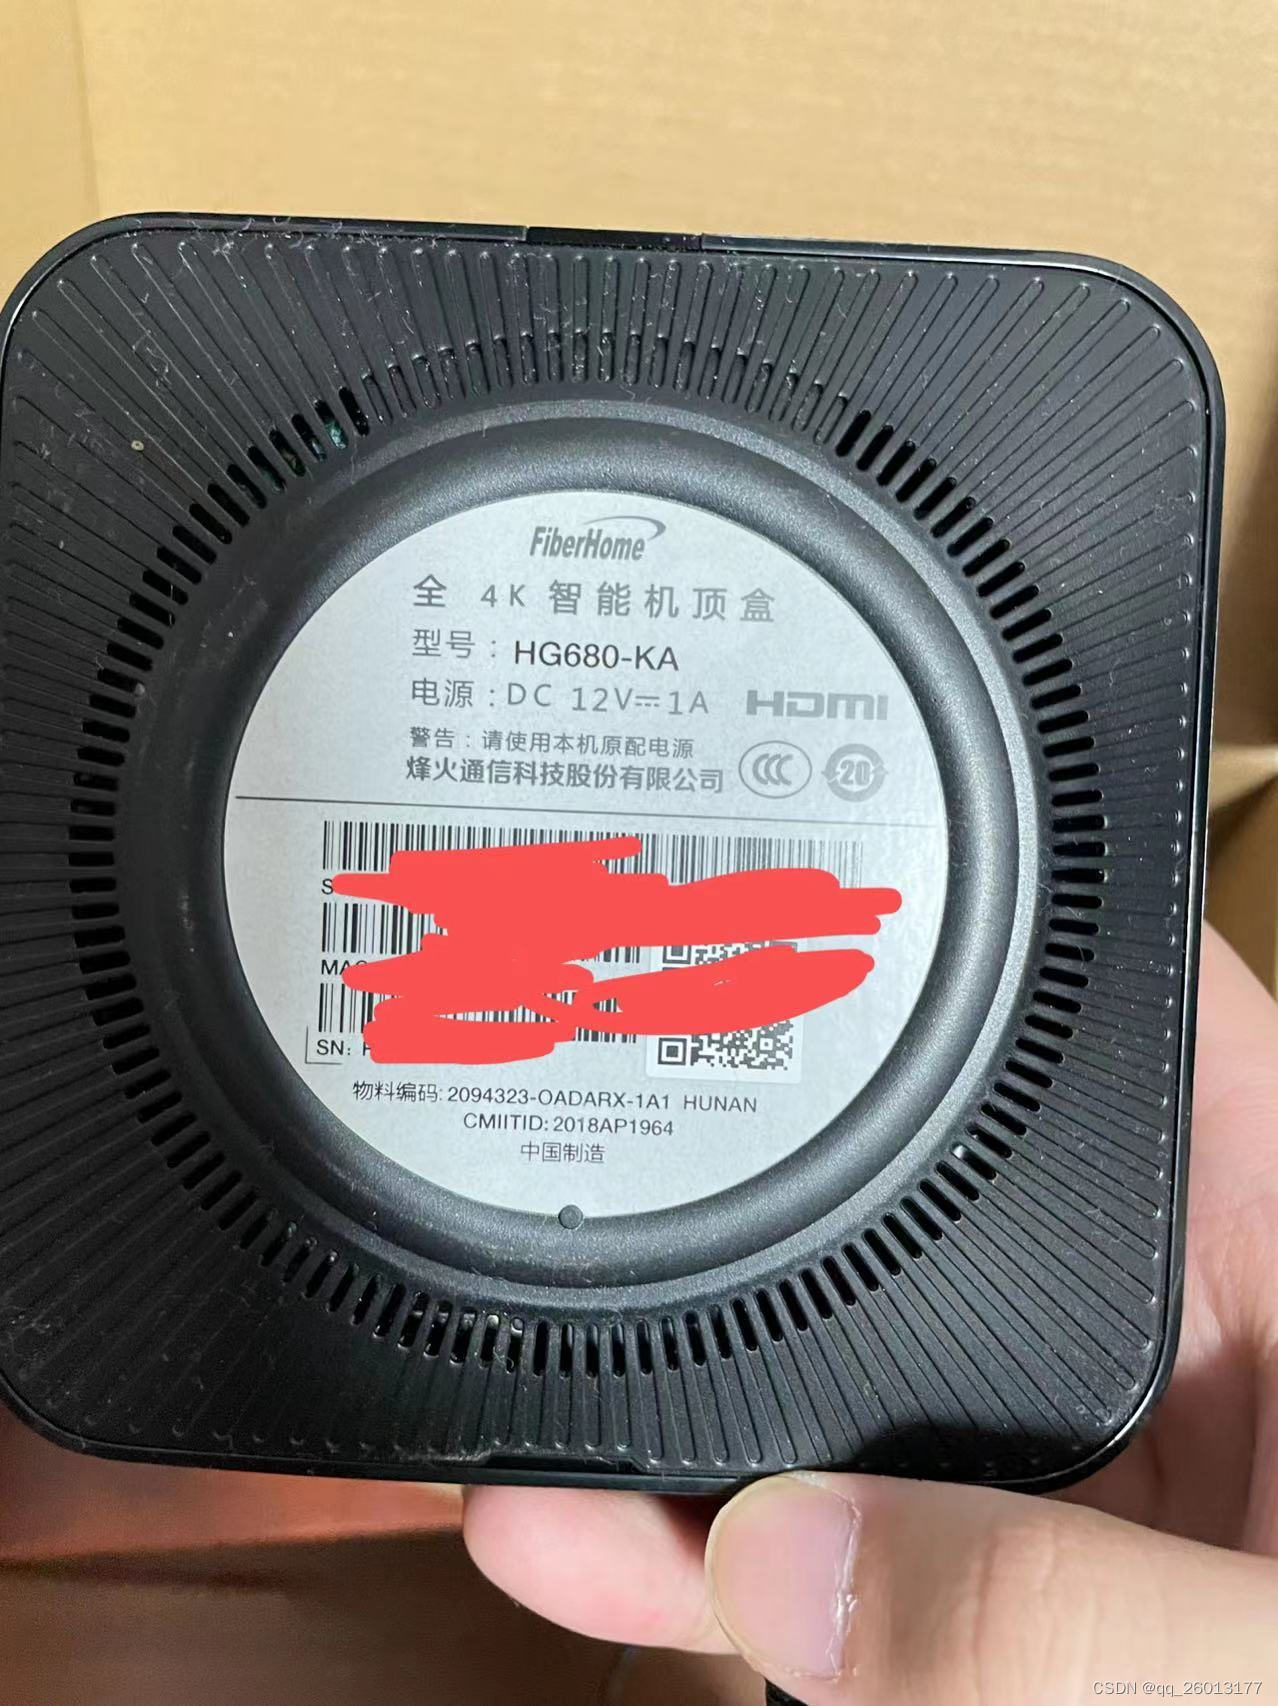 FiberHome
全 4K 智能机顶盒
型号: HG680-KA
电源: DC 12V⎓1A HDMI
警告: 请使用本机原配电源
烽火通信科技股份有限公司 CCC 20
SN:
物料编码: 2094323-OADARX-1A1 HUNAN
CMIITID: 2018AP1964
中国制造
CSDN @qq_26013177